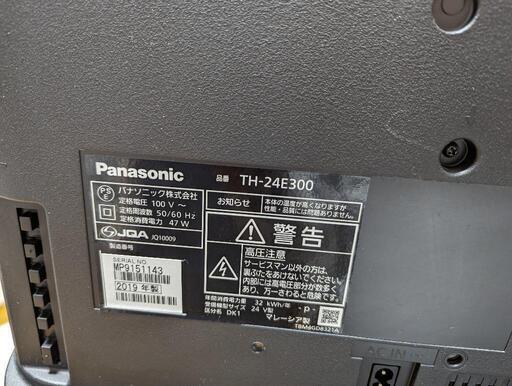 Panasonic
品番 TH-24E300
PS
E
パナソニック株式会社
定格電圧 100 V～
定格周波数 50/60 Hz
定格消費電力 47 W
JQA JQ10009
製造番号
SERIAL NO.
MP9151143
2019 年製
お知らせ
本体の温度が高くなりますが
性能・品質には問題ありません。
警告
高圧注意
サービスマン以外の方は、
裏ぶたをあけないでください。
内部には高電圧部分が数多く
あり、万一さわると危険です。
年間消費電力量 32 kWh/年
受信機型サイズ 24 V型
区分名 DK1
-P-
マレーシア製
TBM6GD8321A
AC IN